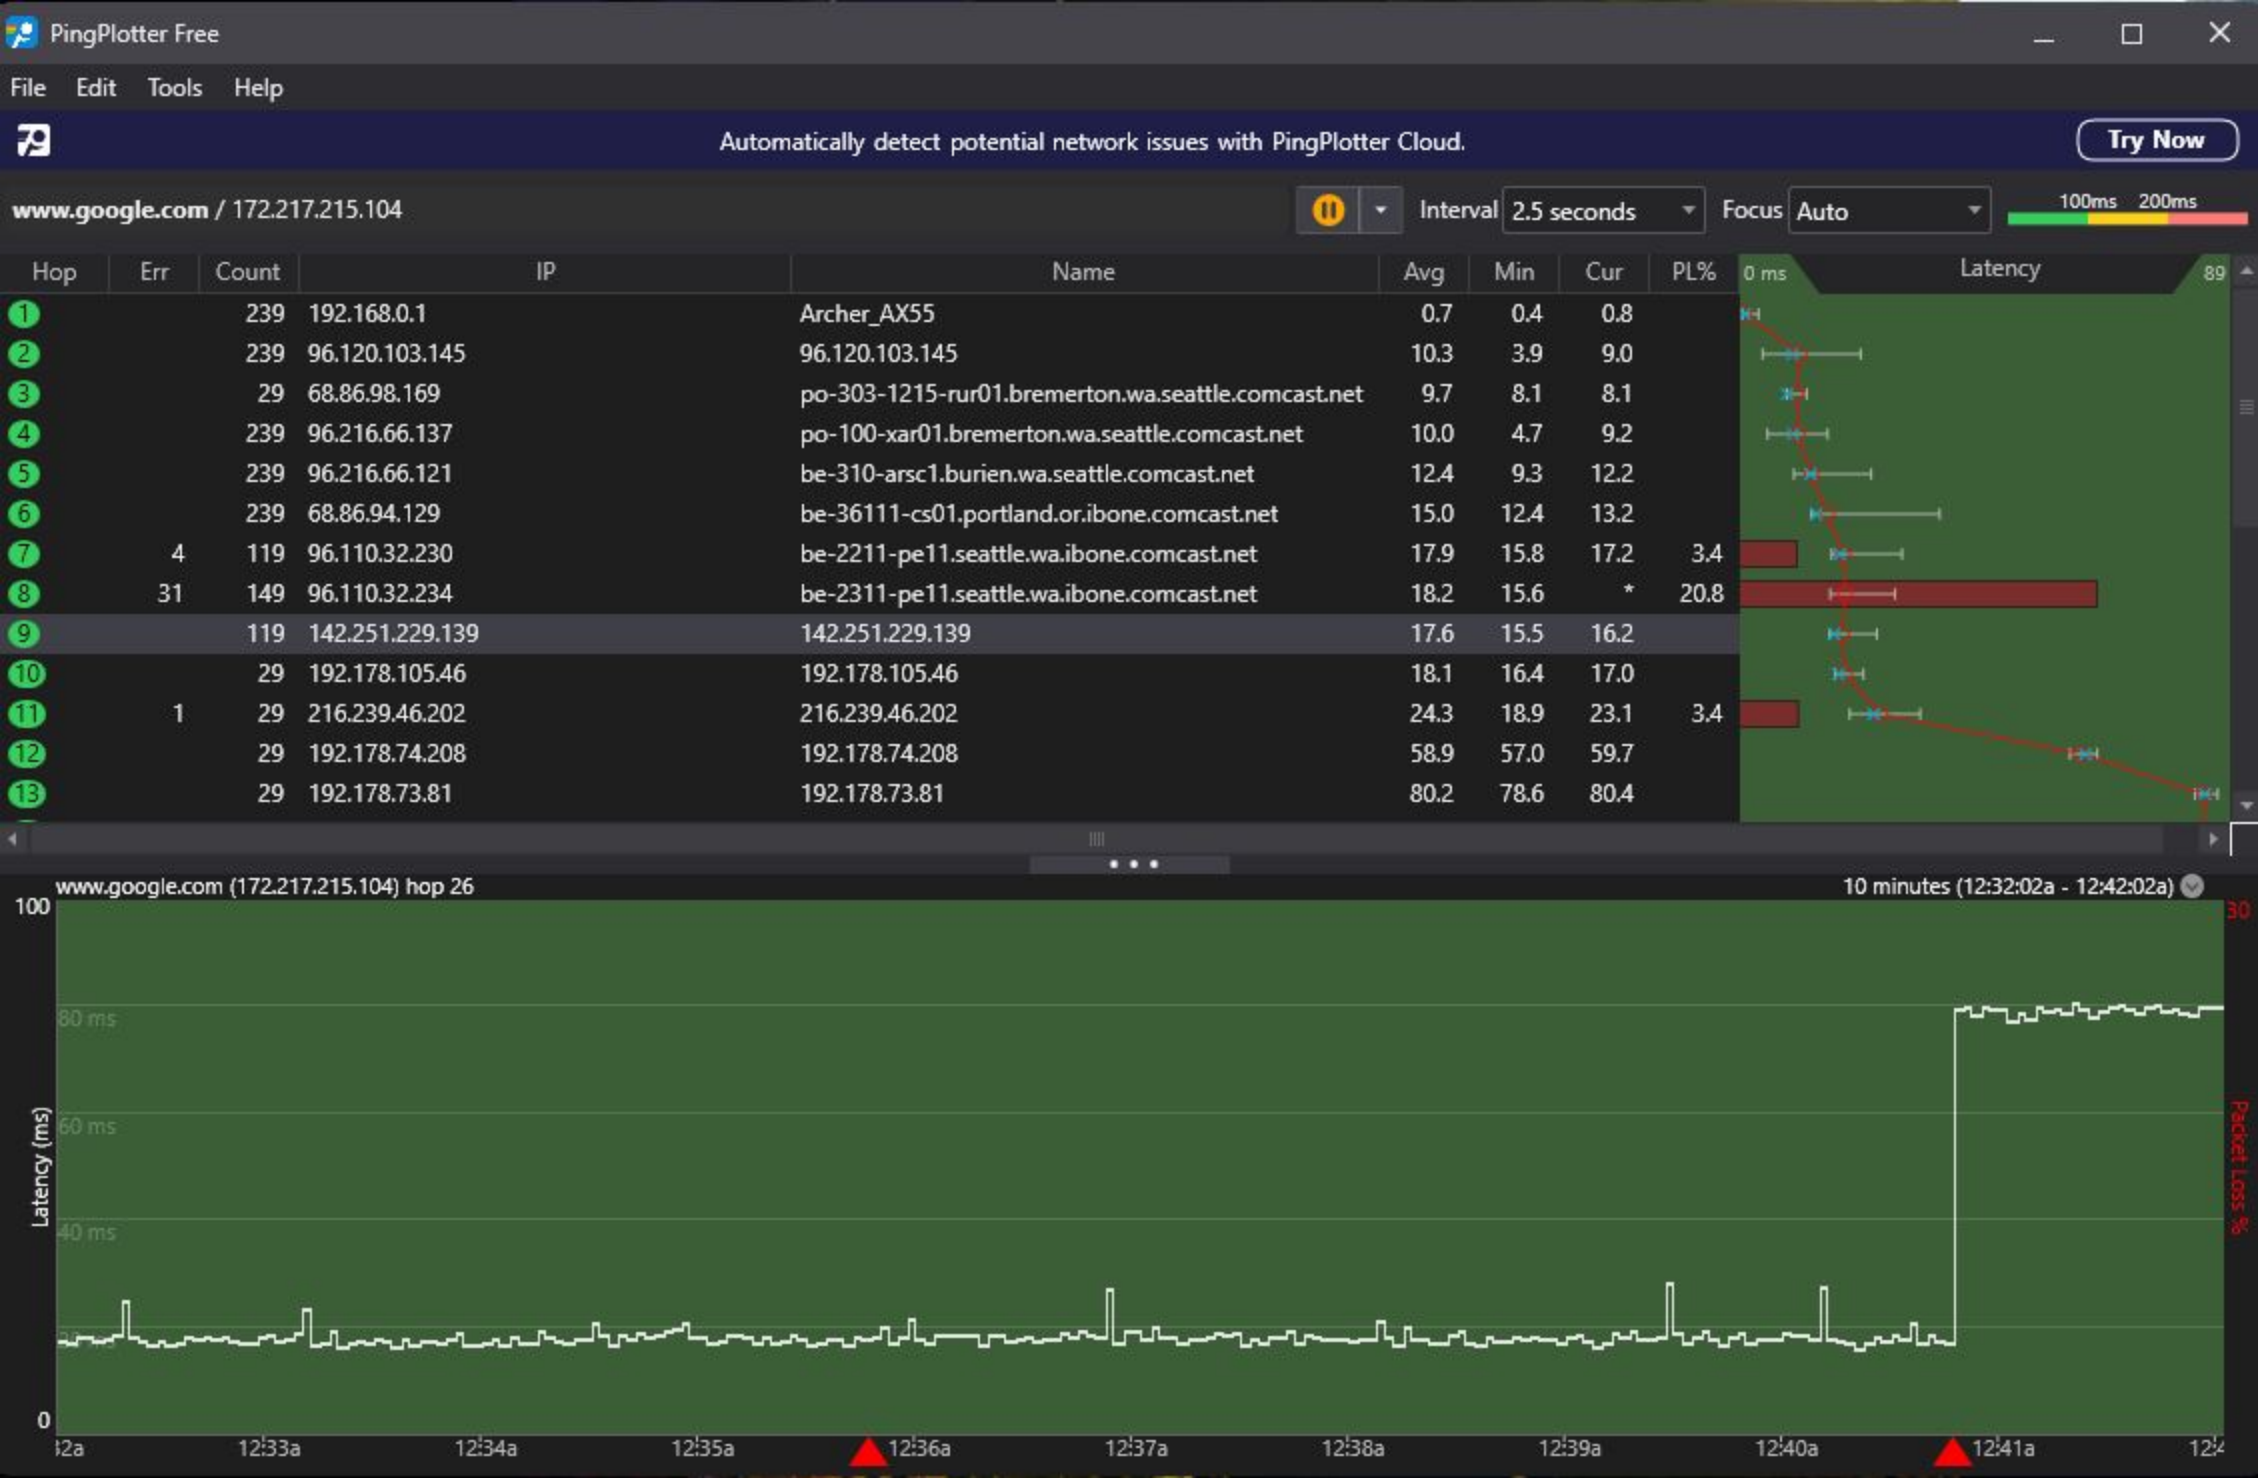 PingPlotter Free
File Edit Tools Help
Automatically detect potential network issues with PingPlotter Cloud. Try Now
www.google.com / 172.217.215.104 Interval 2.5 seconds Focus Auto 100ms 200ms
Hop Err Count IP Name Avg Min Cur PL% 0 ms Latency 89
1 239 192.168.0.1 Archer_AX55 0.7 0.4 0.8
2 239 96.120.103.145 96.120.103.145 10.3 3.9 9.0
3 29 68.86.98.169 po-303-1215-rur01.bremerton.wa.seattle.comcast.net 9.7 8.1 8.1
4 239 96.216.66.137 po-100-xar01.bremerton.wa.seattle.comcast.net 10.0 4.7 9.2
5 239 96.216.66.121 be-310-arsc1.burien.wa.seattle.comcast.net 12.4 9.3 12.2
6 239 68.86.94.129 be-36111-cs01.portland.or.ibone.comcast.net 15.0 12.4 13.2
7 4 119 96.110.32.230 be-2211-pe11.seattle.wa.ibone.comcast.net 17.9 15.8 17.2 3.4
8 31 149 96.110.32.234 be-2311-pe11.seattle.wa.ibone.comcast.net 18.2 15.6 * 20.8
9 119 142.251.229.139 142.251.229.139 17.6 15.5 16.2
10 29 192.178.105.46 192.178.105.46 18.1 16.4 17.0
11 1 29 216.239.46.202 216.239.46.202 24.3 18.9 23.1 3.4
12 29 192.178.74.208 192.178.74.208 58.9 57.0 59.7
13 29 192.178.73.81 192.178.73.81 80.2 78.6 80.4
www.google.com (172.217.215.104) hop 26 10 minutes (12:32:02a - 12:42:02a)
100 30
80 ms
60 ms
Latency (ms)
Packet Loss %
40 ms
0
32a 12:33a 12:34a 12:35a 12:36a 12:37a 12:38a 12:39a 12:40a 12:41a